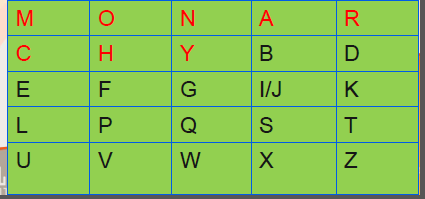 M O N A R
C H Y B D
E F G I/J K
L P Q S T
U V W X Z